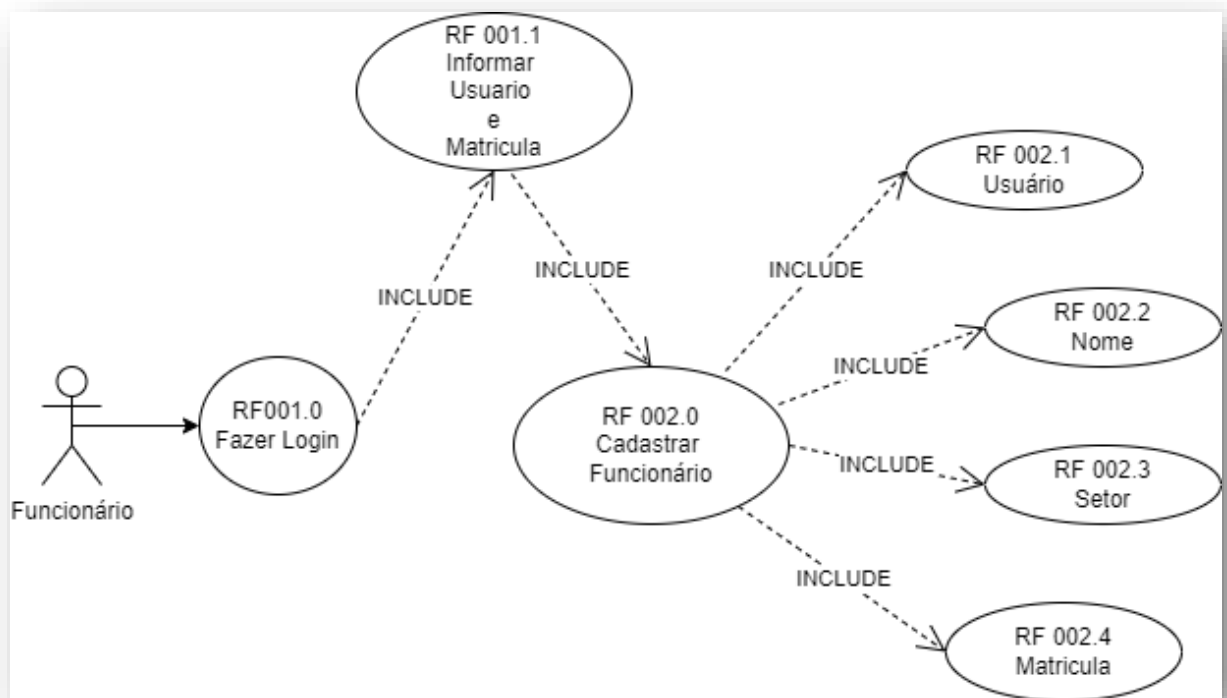 RF 001.1
Informar
Usuario
e
Matricula
RF 002.1
Usuário
INCLUDE
INCLUDE
INCLUDE
RF 002.2
Nome
INCLUDE
RF001.0
Fazer Login
RF 002.0
Cadastrar
Funcionário
INCLUDE
RF 002.3
Setor
Funcionário
INCLUDE
RF 002.4
Matricula